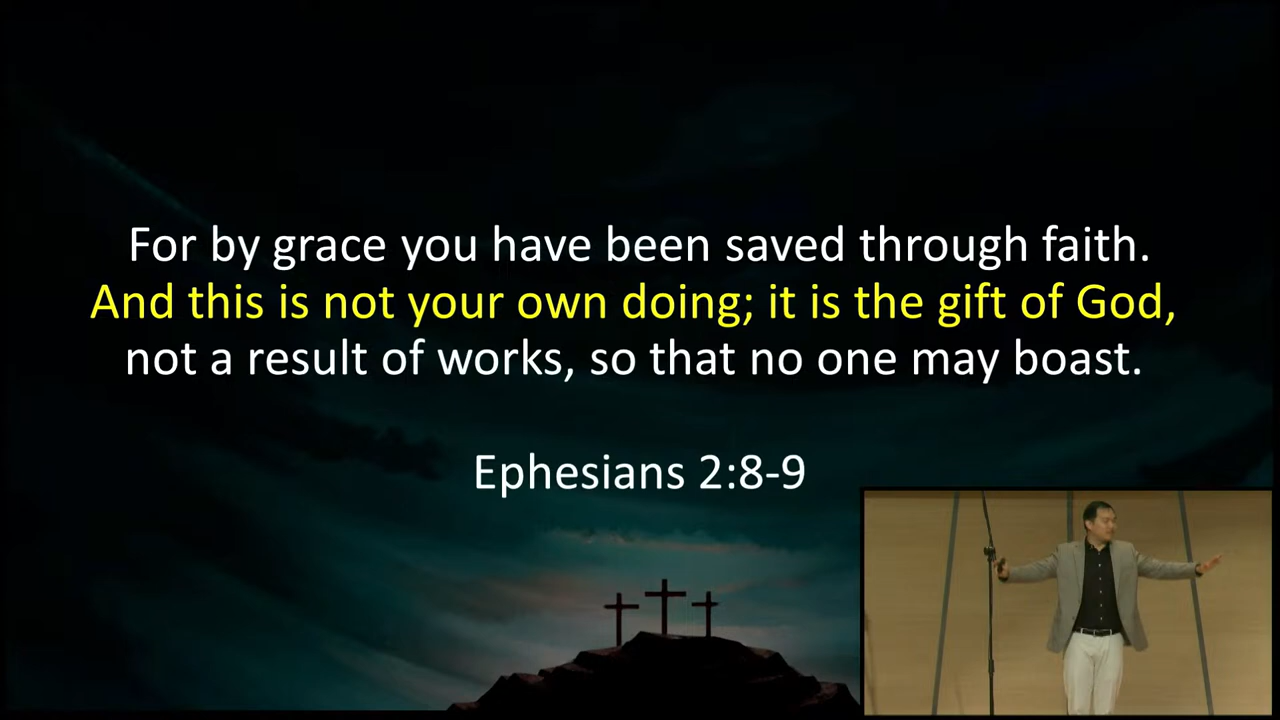 For by grace you have been saved through faith.
And this is not your own doing; it is the gift of God,
not a result of works, so that no one may boast.
Ephesians 2:8-9